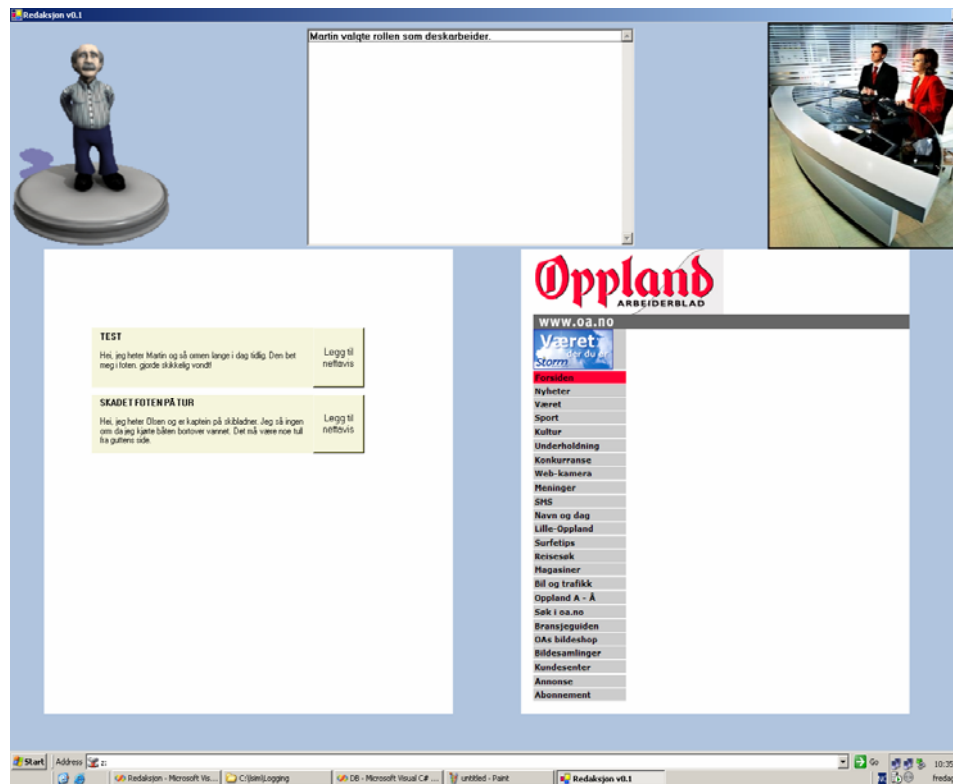 Redaksjon v0.1
Martin valgte rollen som deskarbeider.
TEST
Hei, jeg heter Martin og så ormen lange i dag tidlig. Den bet
meg i foten. gjorde skikkelig vondt!
Legg til
nettavis
SKADET FOTEN PÅ TUR
Hei, jeg heter Olsen og er kaptein på skibladner. Jeg så ingen
orm da jeg kjørte båten bortover vannet. Det må være noe tull
fra guttens side.
Legg til
nettavis
Oppland
ARBEIDERBLAD
www.oa.no
Været
der du er
Storm
Forsiden
Nyheter
Været
Sport
Kultur
Underholdning
Konkurranse
Web-kamera
Meninger
SMS
Navn og dag
Lille-Oppland
Surfetips
Reisesøk
Magasiner
Bil og trafikk
Oppland A - Å
Søk i oa.no
Bransjeguiden
OAs bildeshop
Bildesamlinger
Kundesenter
Annonse
Abonnement
Start
Address
Go
10:35
Redaksjon - Microsoft Vis...
DB - Microsoft Visual C# ...
untitled - Paint
Redaksjon v0.1
fredag